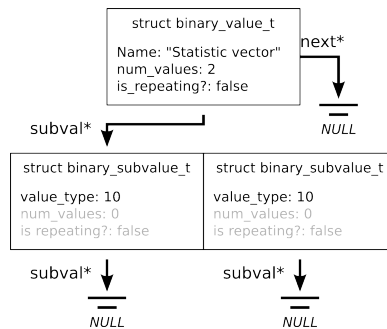 struct binary_value_t
Name: "Statistic vector"
num_values: 2
is_repeating?: false
next*
NULL
subval*
struct binary_subvalue_t
value_type: 10
num_values: 0
is repeating?: false
struct binary_subvalue_t
value_type: 10
num_values: 0
is repeating?: false
subval*
NULL
subval*
NULL